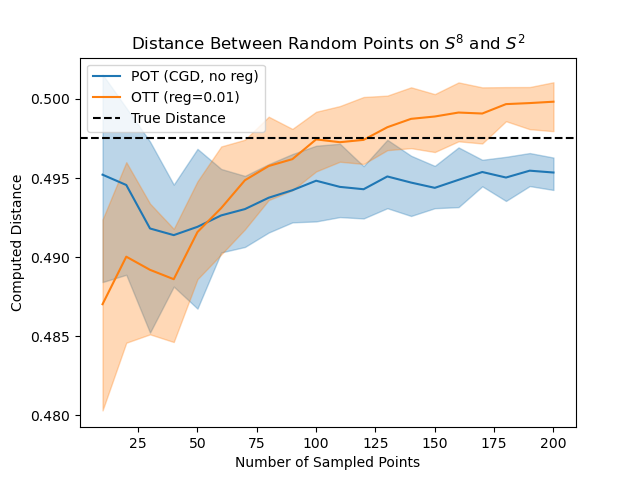 Distance Between Random Points on $S^8$ and $S^2$
POT (CGD, no reg)
OTT (reg=0.01)
True Distance
Computed Distance
0.500
0.495
0.490
0.485
0.480
25 50 75 100 125 150 175 200
Number of Sampled Points